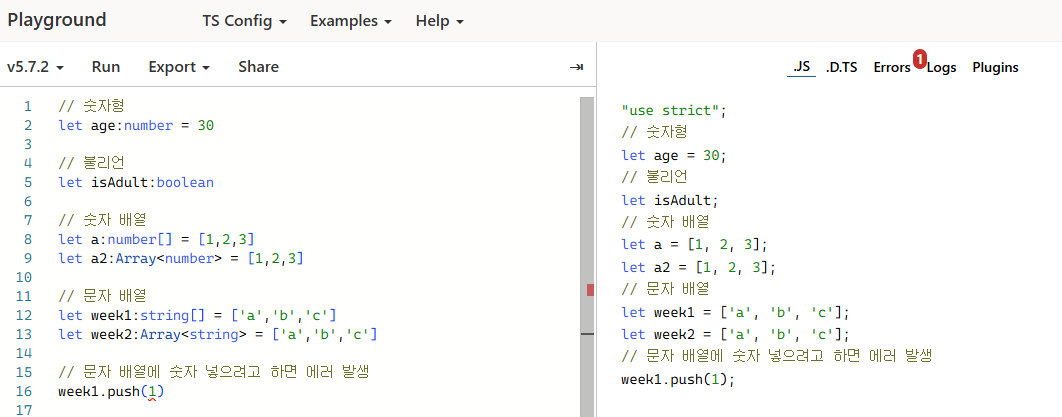 Playground TS Config Examples Help
v5.7.2 Run Export Share
.JS .D.TS Errors 1 Logs Plugins
1 // 숫자형
2 let age:number = 30
3
4 // 불리언
5 let isAdult:boolean
6
7 // 숫자 배열
8 let a:number[] = [1,2,3]
9 let a2:Array<number> = [1,2,3]
10
11 // 문자 배열
12 let week1:string[] = ['a','b','c']
13 let week2:Array<string> = ['a','b','c']
14
15 // 문자 배열에 숫자 넣으려고 하면 에러 발생
16 week1.push(1)
17
"use strict";
// 숫자형
let age = 30;
// 불리언
let isAdult;
// 숫자 배열
let a = [1, 2, 3];
let a2 = [1, 2, 3];
// 문자 배열
let week1 = ['a', 'b', 'c'];
let week2 = ['a', 'b', 'c'];
// 문자 배열에 숫자 넣으려고 하면 에러 발생
week1.push(1);